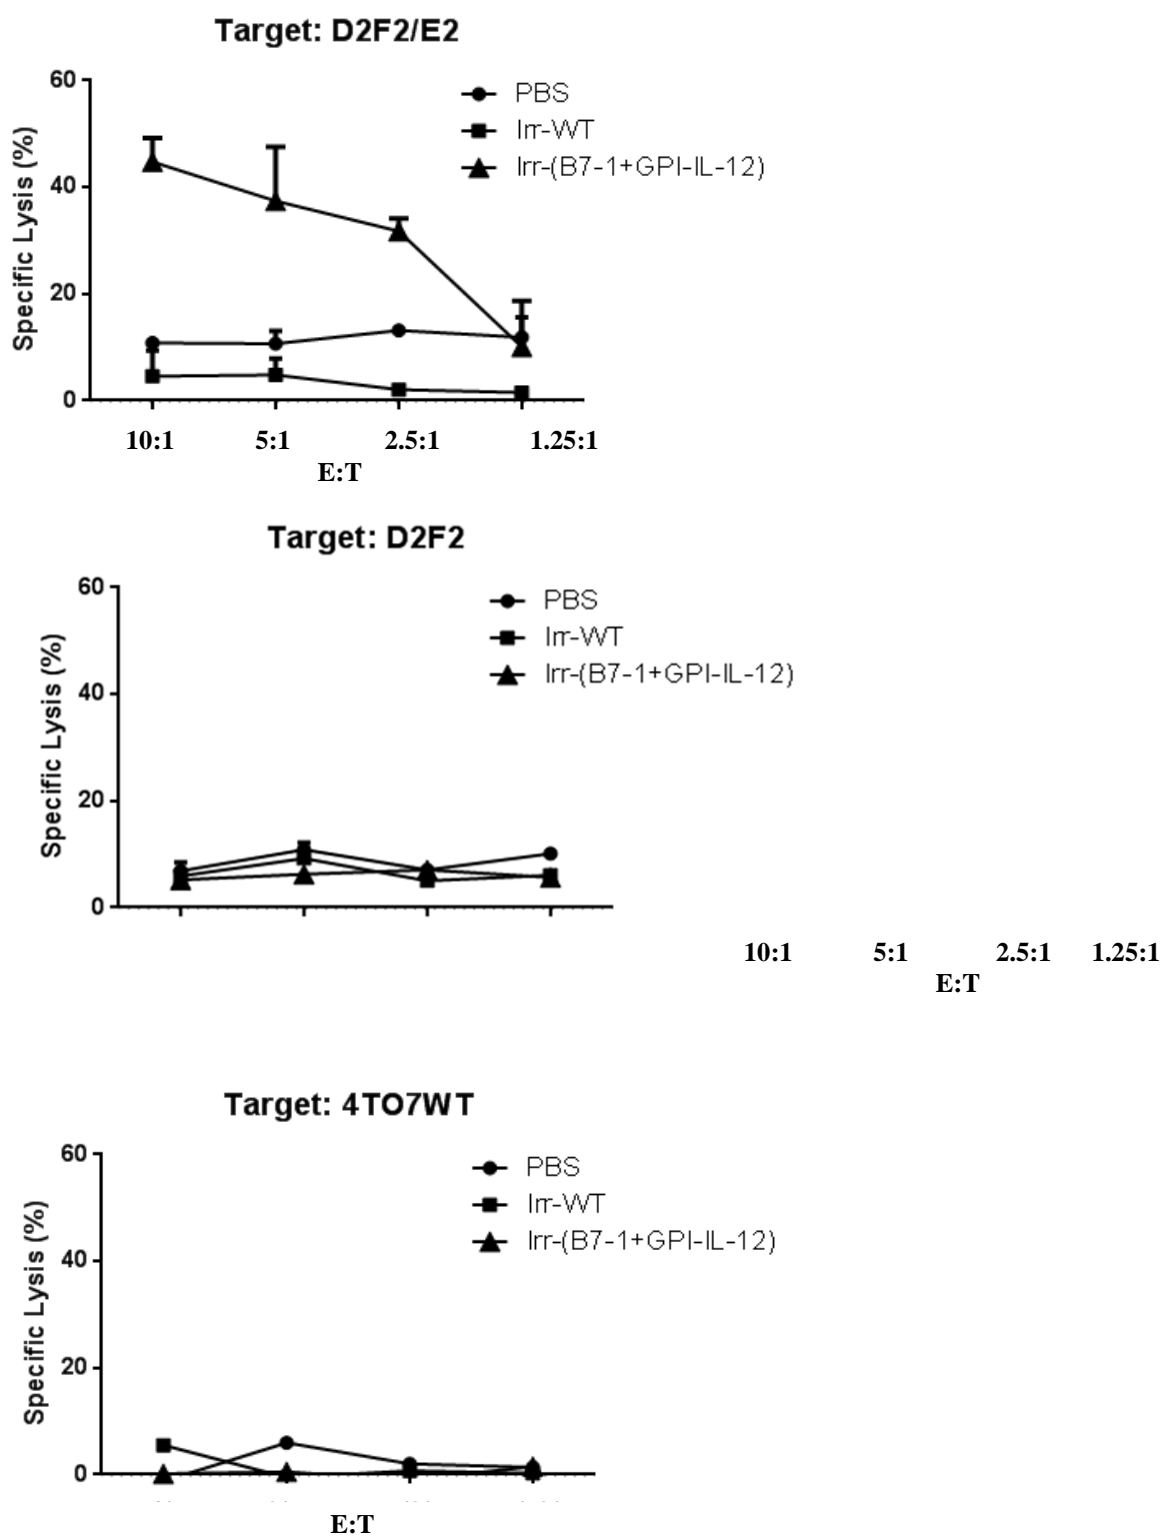 Target: D2F2/E2
60
40
20
0
Specific Lysis (%)
PBS
Irr-WT
Irr-(B7-1+GPI-IL-12)
10:1 5:1 2.5:1 1.25:1
E:T
Target: D2F2
60
40
20
0
Specific Lysis (%)
PBS
Irr-WT
Irr-(B7-1+GPI-IL-12)
10:1 5:1 2.5:1 1.25:1
E:T
Target: 4TO7WT
60
40
20
0
Specific Lysis (%)
PBS
Irr-WT
Irr-(B7-1+GPI-IL-12)
E:T